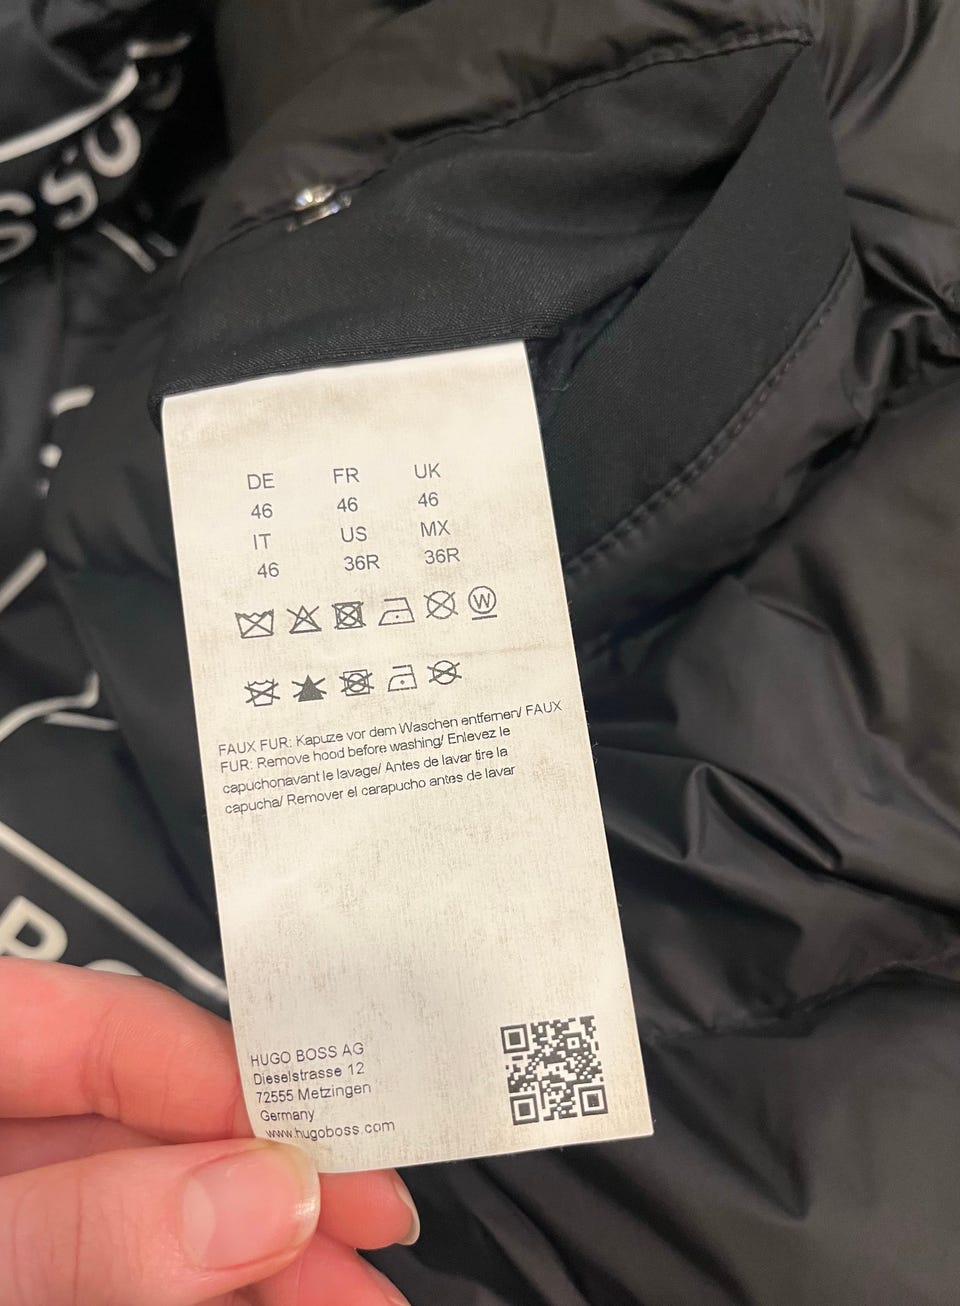 BOSS
DE FR UK
46 46 46
IT US MX
46 36R 36R
W
FAUX FUR: Kapuze vor dem Waschen entfernen/ FAUX
FUR: Remove hood before washing/ Enlevez le
capuchonavant le lavage/ Antes de lavar tire la
capucha/ Remover el carapucho antes de lavar
HUGO BOSS AG
Dieselstrasse 12
72555 Metzingen
Germany
www.hugoboss.com